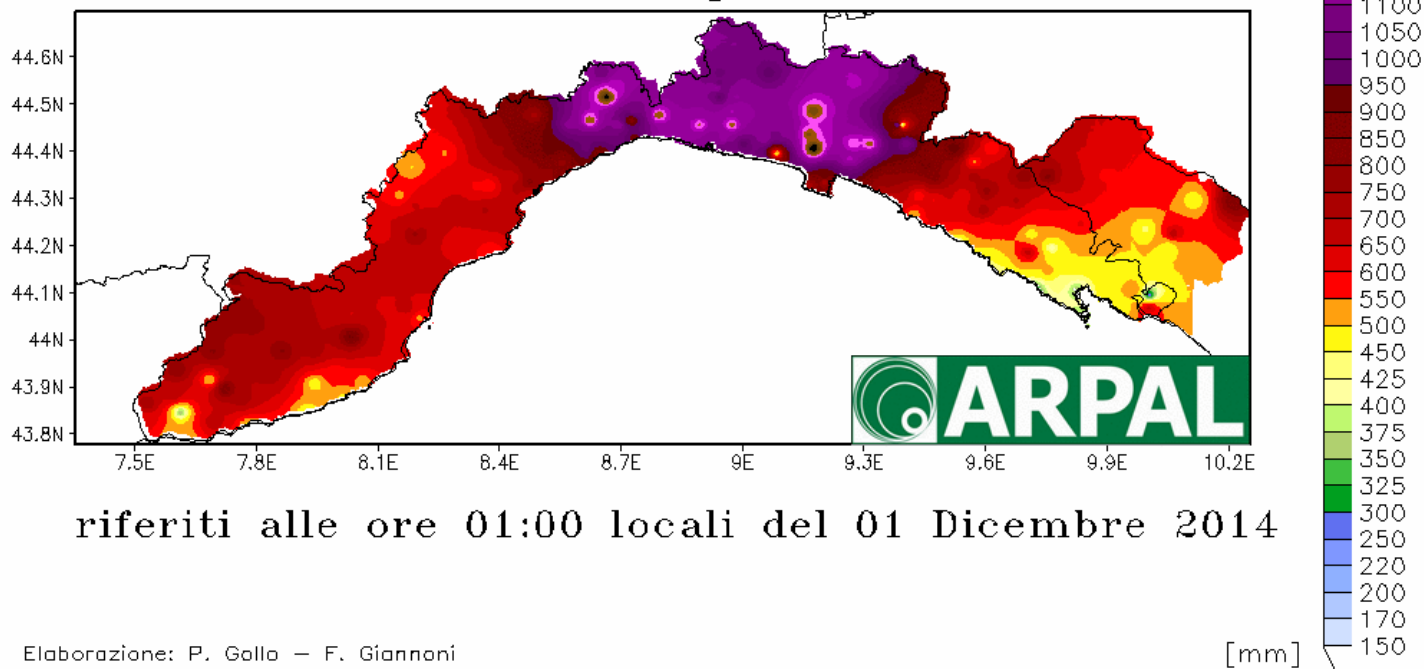 1100
1050
1000
950
900
850
800
750
700
650
600
550
500
450
425
400
375
350
325
300
250
220
200
170
150
44.6N
44.5N
44.4N
44.3N
44.2N
44.1N
44N
43.9N
43.8N
7.5E 7.8E 8.1E 8.4E 8.7E 9E 9.3E 9.6E 9.9E 10.2E
ARPAL
riferiti alle ore 01:00 locali del 01 Dicembre 2014
Elaborazione: P. Gollo – F. Giannoni
[mm]